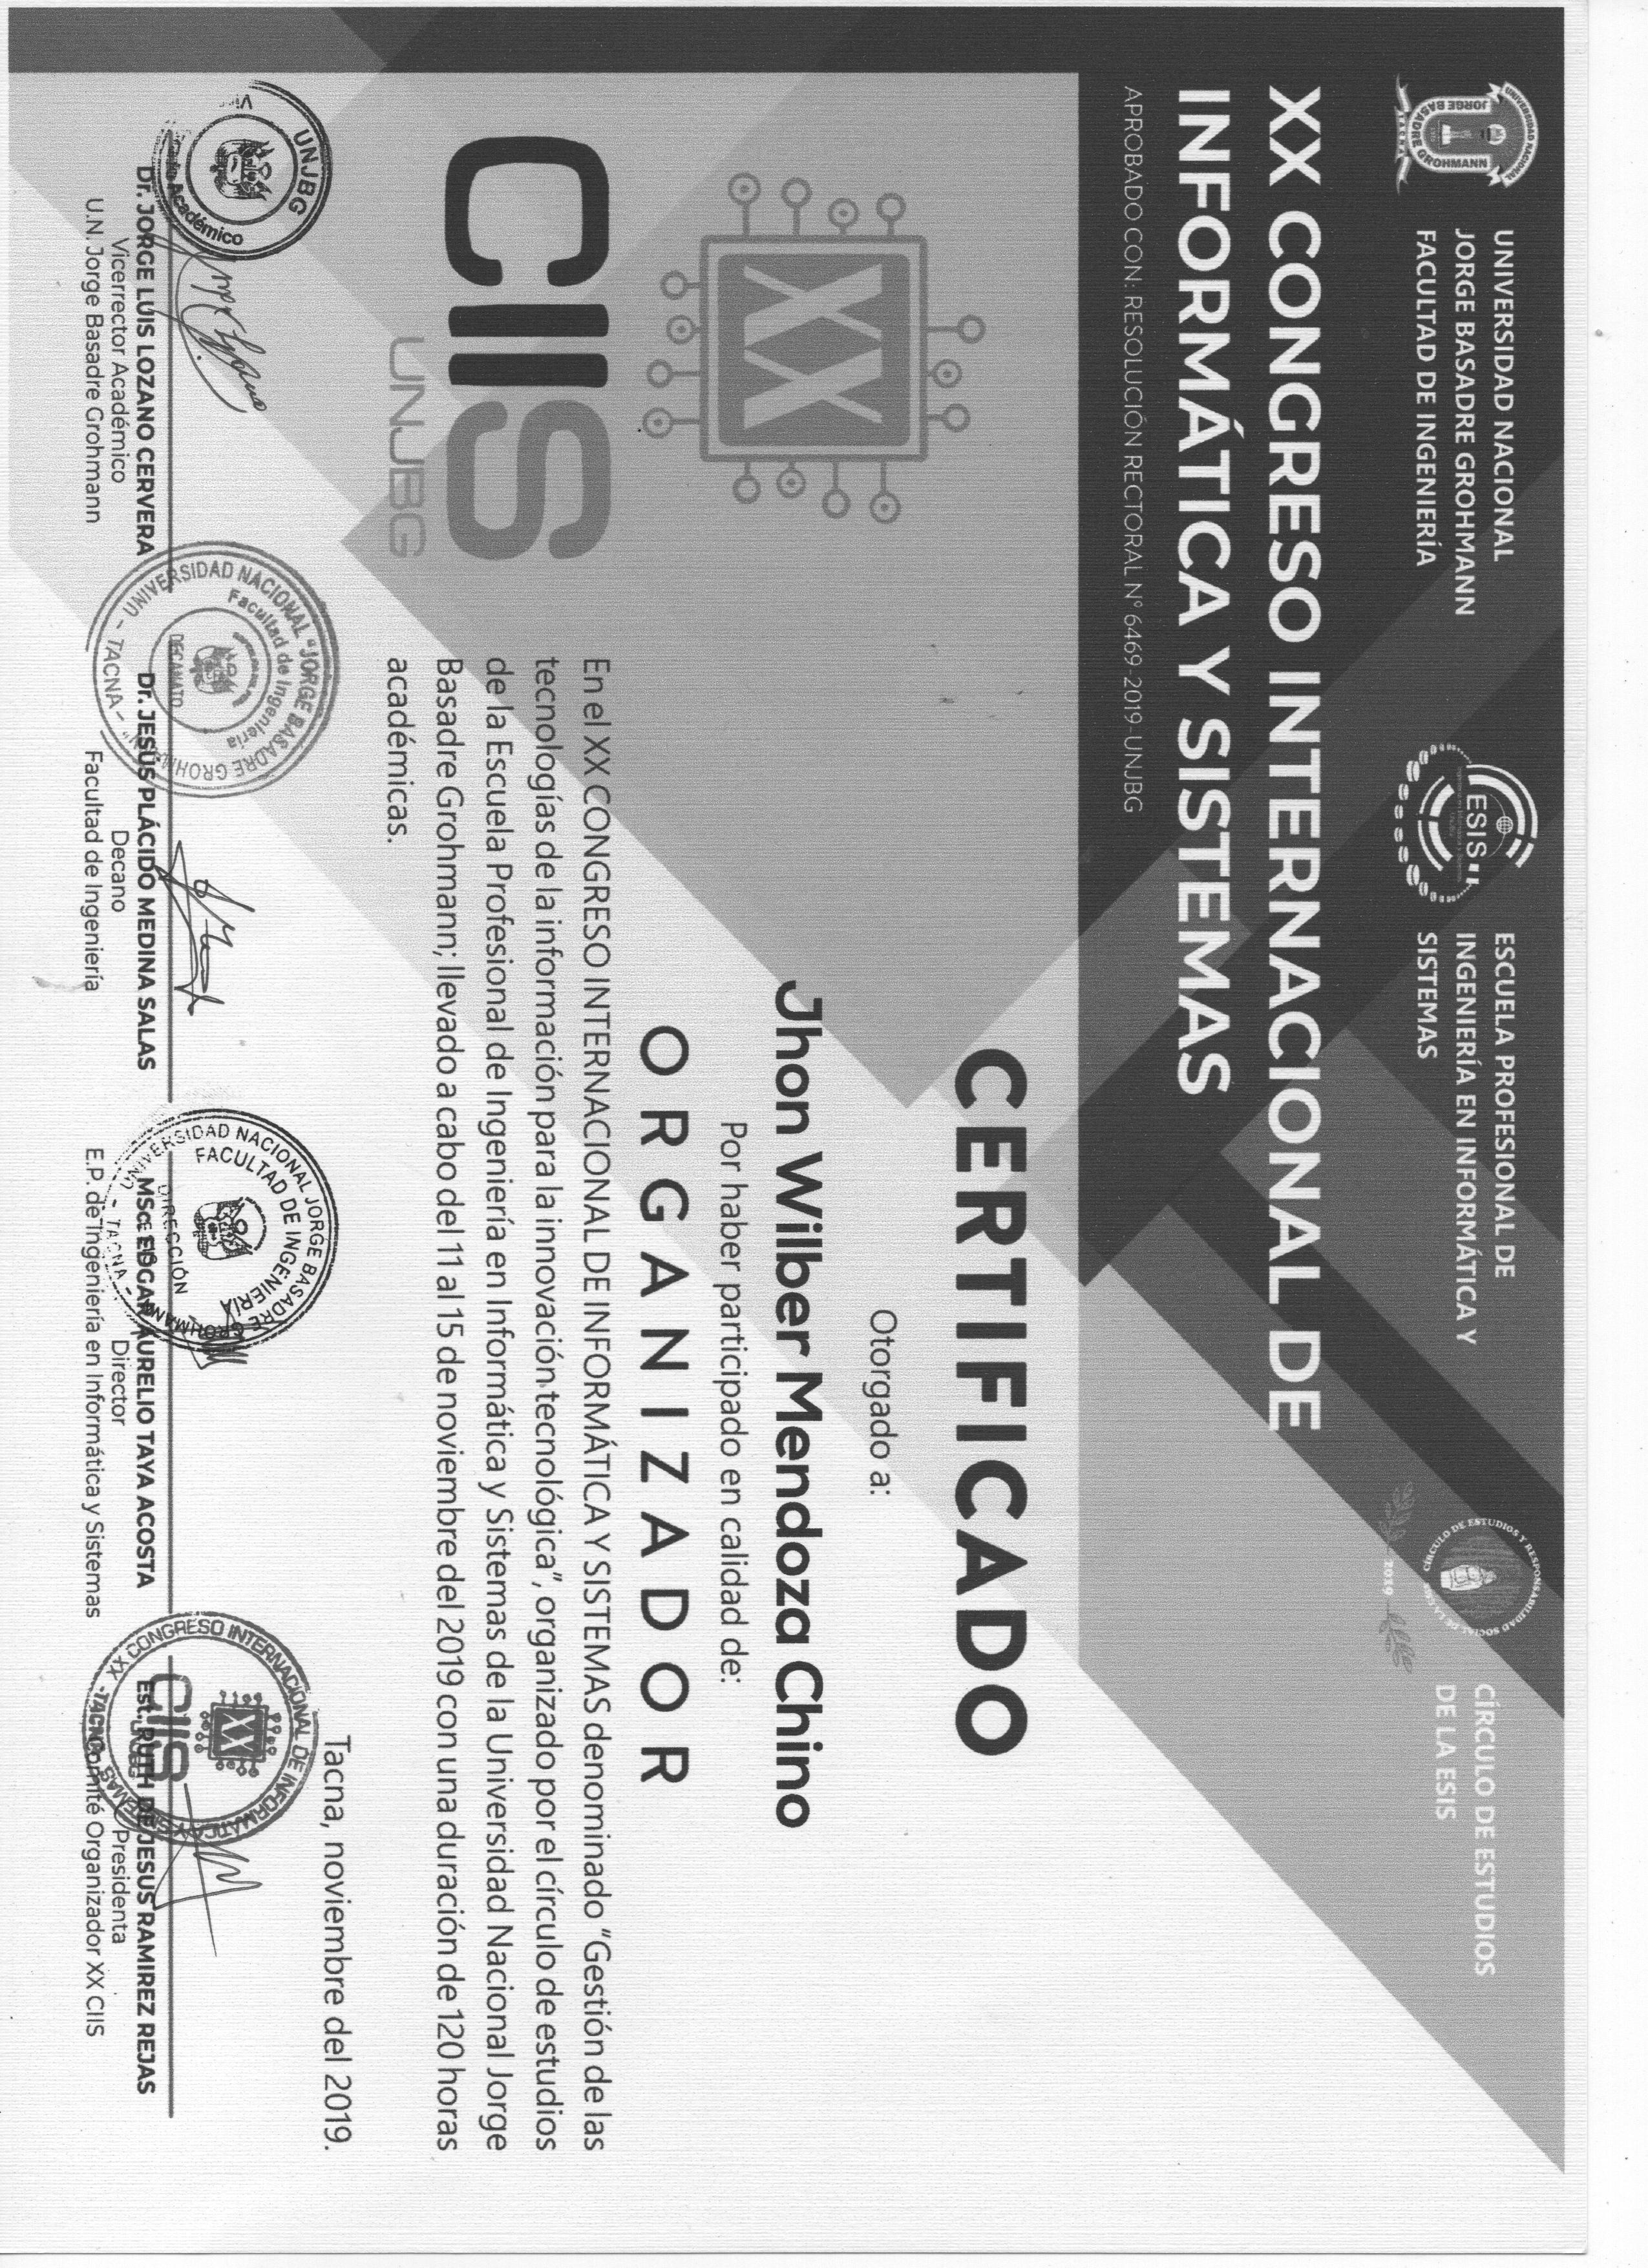 UNIVERSIDAD NACIONAL
JORGE BASADRE GROHMANN
FACULTAD DE INGENIERÍA
ESIS
ESCUELA PROFESIONAL DE
INGENIERÍA EN INFORMÁTICA Y
SISTEMAS
2019
CÍRCULO DE ESTUDIOS
DE LA ESIS
XX CONGRESO INTERNACIONAL DE
INFORMÁTICA Y SISTEMAS
APROBADO CON: RESOLUCIÓN RECTORAL N° 6469-2019-UNJBG
XX
CIIS
UNJBG
CERTIFICADO
Otorgado a:
Jhon Wilber Mendoza Chino
Por haber participado en calidad de:
ORGANIZADOR
En el XX CONGRESO INTERNACIONAL DE INFORMÁTICA Y SISTEMAS denominado "Gestión de las
tecnologías de la información para la innovación tecnológica", organizado por el círculo de estudios
de la Escuela Profesional de Ingeniería en Informática y Sistemas de la Universidad Nacional Jorge
Basadre Grohmann; llevado a cabo del 11 al 15 de noviembre del 2019 con una duración de 120 horas
académicas.
Tacna, noviembre del 2019.
UNJBG
Académico
Dr. JORGE LUIS LOZANO CERVERA
Vicerrector Académico
U.N. Jorge Basadre Grohmann
UNIVERSIDAD NACIONAL "JORGE BASADRE GROHMANN"
Facultad de Ingeniería
DECANATO
- TACNA -
Dr. JESÚS PLÁCIDO MEDINA SALAS
Decano
Facultad de Ingeniería
UNIVERSIDAD NACIONAL JORGE BASADRE GROHMANN
FACULTAD DE INGENIERÍA
DIRECCIÓN
- TACNA -
MSc. EDGAR AURELIO TAYA ACOSTA
Director
E.P. de Ingeniería en Informática y Sistemas
XX CONGRESO INTERNACIONAL DE INFORMÁTICA Y SISTEMAS
XX
CIIS
Est. RUTH DE JESUS RAMIREZ REJAS
Presidenta
Comité Organizador XX CIIS